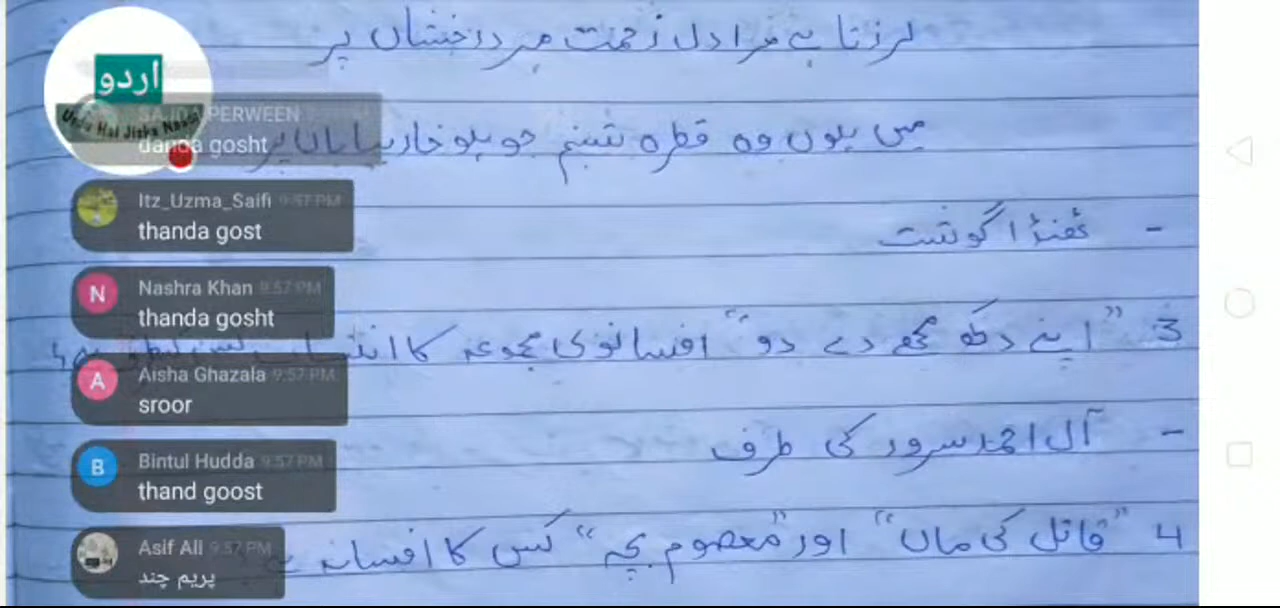 لرزتا ہے مرا دل زحمت مہر درخشاں پر
میں ہوں وہ قطرہ شبنم جو ہو خار بیاباں پر
- ٹھنڈا گوشت
3 "اپنے دکھ مجھے دے دو" افسانوی مجموعہ کا انتساب کس کی طرف ہے
- آل احمد سرور کی طرف
4 "قاتل کی ماں" اور "معصوم بچہ" کس کا افسانہ ہے
اردو
Urdu Hai Jiska Naam
SAJDA PERWEEN
danda gosht
Itz_Uzma_Saifi 9:57 PM
thanda gost
Nashra Khan 9:57 PM
thanda gosht
Aisha Ghazala 9:57 PM
sroor
Bintul Hudda 9:57 PM
thand goost
Asif Ali 9:57 PM
پریم چند